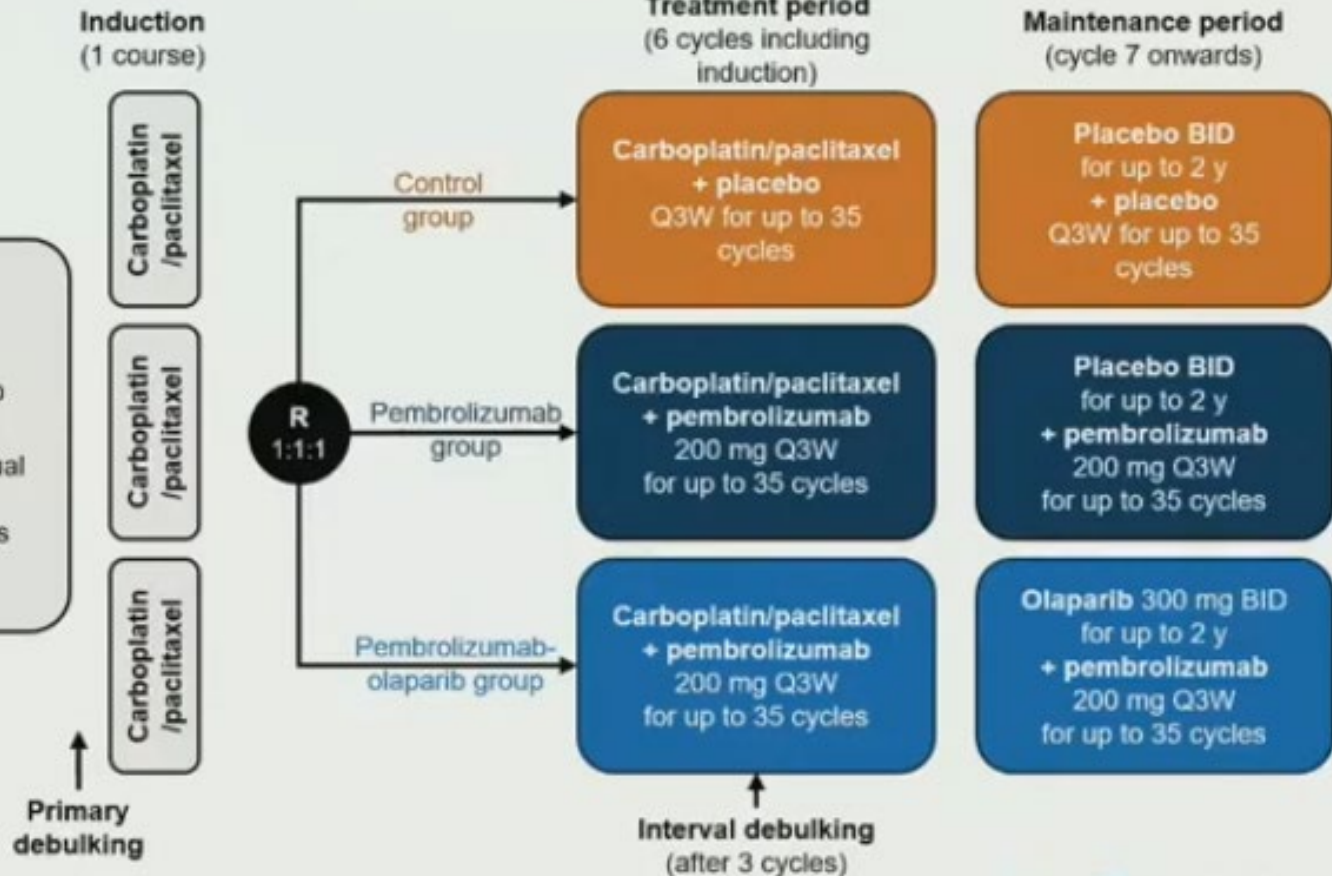 Induction
(1 course)
Treatment period
(6 cycles including
induction)
Maintenance period
(cycle 7 onwards)
Carboplatin
/paclitaxel
Control
group
Carboplatin/paclitaxel
+ placebo
Q3W for up to 35
cycles
Placebo BID
for up to 2 y
+ placebo
Q3W for up to 35
cycles
Carboplatin
/paclitaxel
R
1:1:1
Pembrolizumab
group
Carboplatin/paclitaxel
+ pembrolizumab
200 mg Q3W
for up to 35 cycles
Placebo BID
for up to 2 y
+ pembrolizumab
200 mg Q3W
for up to 35 cycles
Carboplatin
/paclitaxel
Pembrolizumab-
olaparib group
Carboplatin/paclitaxel
+ pembrolizumab
200 mg Q3W
for up to 35 cycles
Olaparib 300 mg BID
for up to 2 y
+ pembrolizumab
200 mg Q3W
for up to 35 cycles
Primary
debulking
Interval debulking
(after 3 cycles)